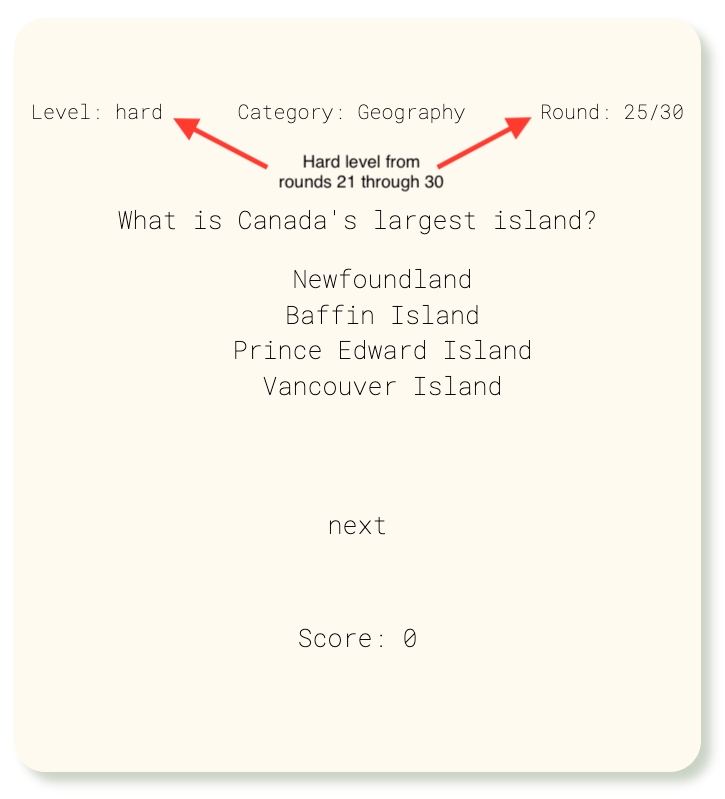 Level: hard Category: Geography Round: 25/30
Hard level from
rounds 21 through 30
What is Canada's largest island?
Newfoundland
Baffin Island
Prince Edward Island
Vancouver Island
next
Score: 0